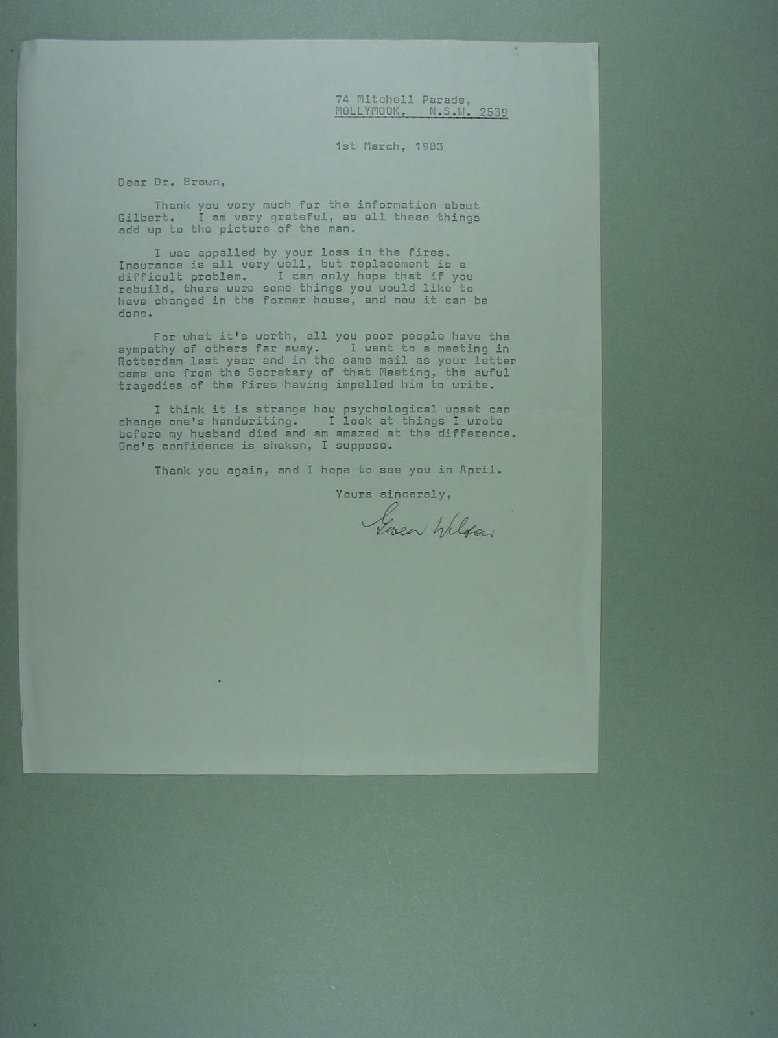 74 Mitchell Parade,
MOLLYMOOK, N.S.W. 2539
1st March, 1983
Dear Dr. Brown,
Thank you very much for the information about
Gilbert. I am very grateful, as all these things
add up to the picture of the man.
I was appalled by your loss in the fires.
Insurance is all very well, but replacement is a
difficult problem. I can only hope that if you
rebuild, there were some things you would like to
have changed in the former house, and now it can be
done.
For what it's worth, all you poor people have the
sympathy of others far away. I went to a meeting in
Rotterdam last year and in the same mail as your letter
came one from the Secretary of that Meeting, the awful
tragedies of the fires having impelled him to write.
I think it is strange how psychological upset can
change one's handwriting. I look at things I wrote
before my husband died and am amazed at the difference.
One's confidence is shaken, I suppose.
Thank you again, and I hope to see you in April.
Yours sincerely,
Gwen Wilson